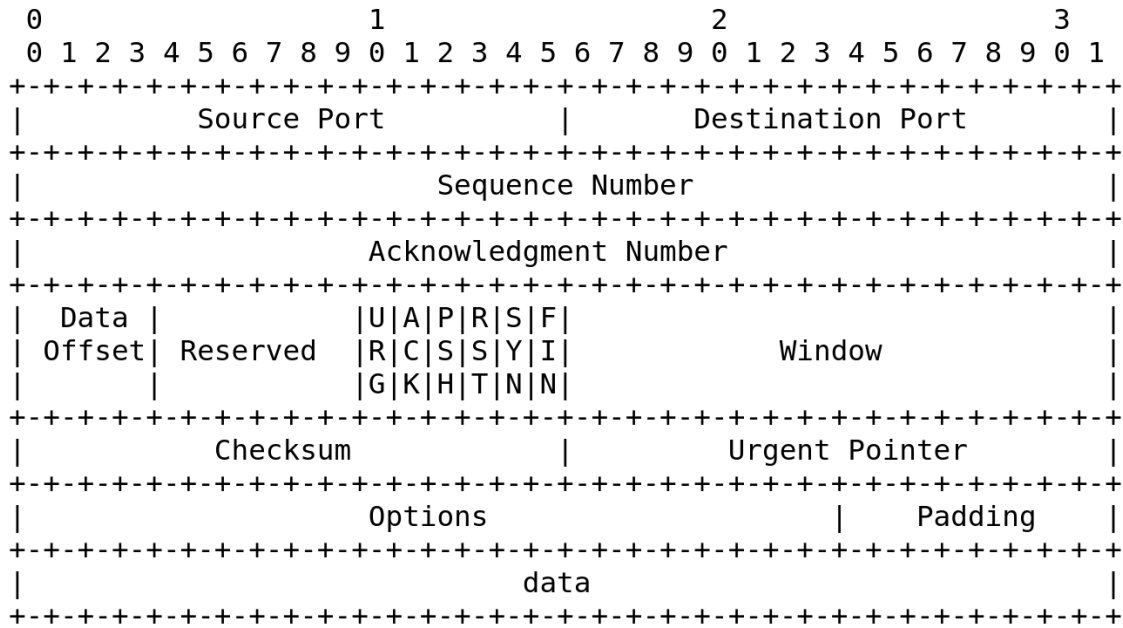 0                   1                   2                   3
 0 1 2 3 4 5 6 7 8 9 0 1 2 3 4 5 6 7 8 9 0 1 2 3 4 5 6 7 8 9 0 1
+-+-+-+-+-+-+-+-+-+-+-+-+-+-+-+-+-+-+-+-+-+-+-+-+-+-+-+-+-+-+-+-+
|          Source Port          |       Destination Port        |
+-+-+-+-+-+-+-+-+-+-+-+-+-+-+-+-+-+-+-+-+-+-+-+-+-+-+-+-+-+-+-+-+
|                        Sequence Number                        |
+-+-+-+-+-+-+-+-+-+-+-+-+-+-+-+-+-+-+-+-+-+-+-+-+-+-+-+-+-+-+-+-+
|                    Acknowledgment Number                      |
+-+-+-+-+-+-+-+-+-+-+-+-+-+-+-+-+-+-+-+-+-+-+-+-+-+-+-+-+-+-+-+-+
|  Data |           |U|A|P|R|S|F|                               |
| Offset| Reserved  |R|C|S|S|Y|I|            Window             |
|       |           |G|K|H|T|N|N|                               |
+-+-+-+-+-+-+-+-+-+-+-+-+-+-+-+-+-+-+-+-+-+-+-+-+-+-+-+-+-+-+-+-+
|           Checksum            |         Urgent Pointer        |
+-+-+-+-+-+-+-+-+-+-+-+-+-+-+-+-+-+-+-+-+-+-+-+-+-+-+-+-+-+-+-+-+
|                    Options                    |    Padding    |
+-+-+-+-+-+-+-+-+-+-+-+-+-+-+-+-+-+-+-+-+-+-+-+-+-+-+-+-+-+-+-+-+
|                             data                              |
+-+-+-+-+-+-+-+-+-+-+-+-+-+-+-+-+-+-+-+-+-+-+-+-+-+-+-+-+-+-+-+-+